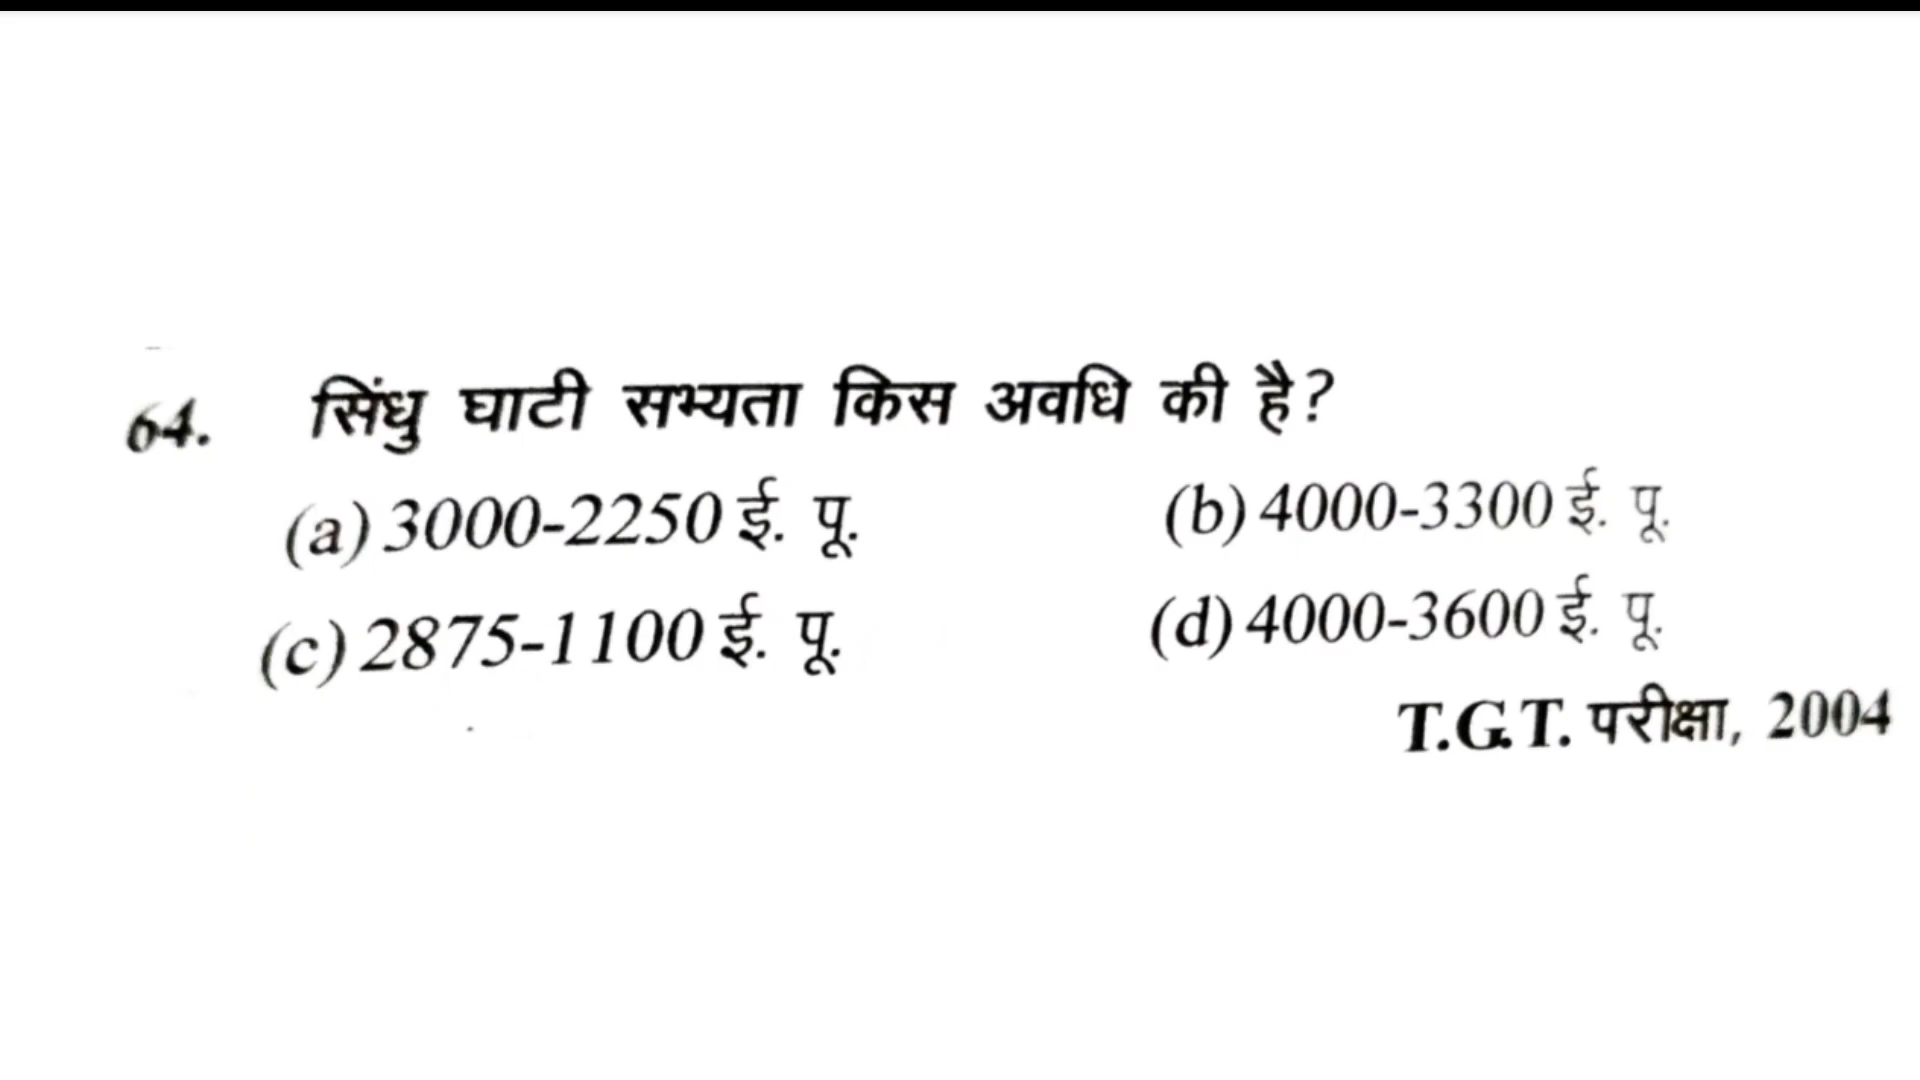 64. सिंधु घाटी सभ्यता किस अवधि की है?
(a) 3000-2250 ई. पू. (b) 4000-3300 ई. पू.
(c) 2875-1100 ई. पू. (d) 4000-3600 ई. पू.
T.G.T. परीक्षा, 2004